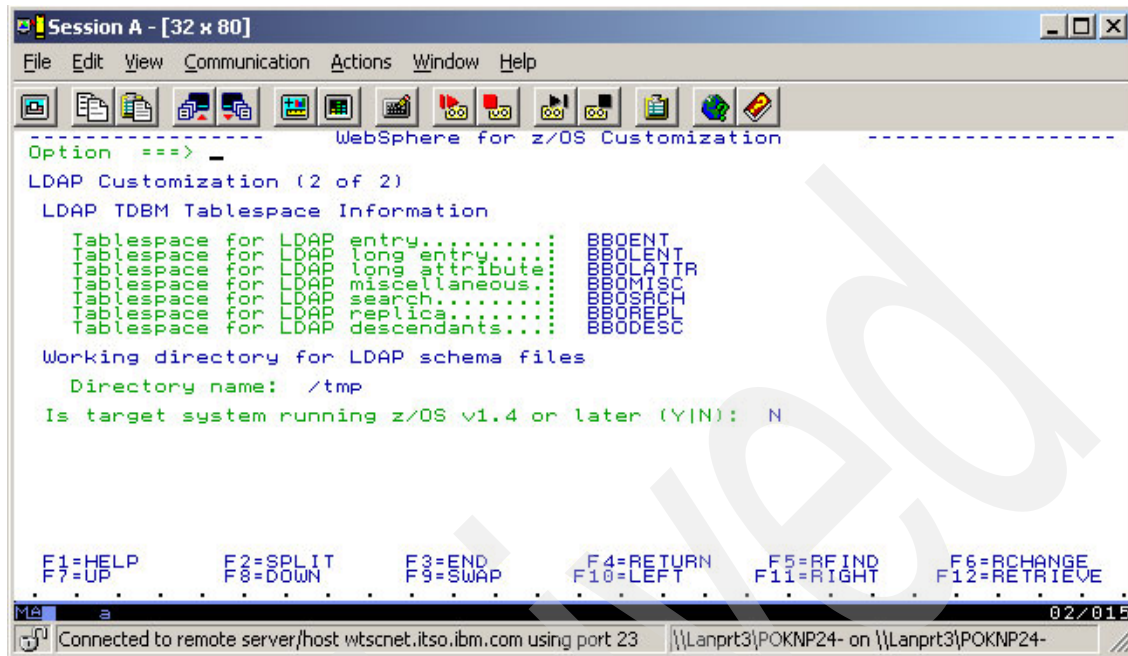 Session A - [32 x 80]
File Edit View Communication Actions Window Help
------------------ WebSphere for z/OS Customization ------------------
Option ===> _
LDAP Customization (2 of 2)
LDAP TDBM Tablespace Information
Tablespace for LDAP entry.........: BBOENT
Tablespace for LDAP long entry....: BBOLENT
Tablespace for LDAP long attribute: BBOLATTR
Tablespace for LDAP miscellaneous.: BBOMISC
Tablespace for LDAP search........: BBOSRCH
Tablespace for LDAP replica.......: BBOREPL
Tablespace for LDAP descendants...: BBODESC
Working directory for LDAP schema files
Directory name: /tmp
Is target system running z/OS v1.4 or later (Y|N): N
F1=HELP F2=SPLIT F3=END F4=RETURN F5=RFIND F6=RCHANGE
F7=UP F8=DOWN F9=SWAP F10=LEFT F11=RIGHT F12=RETRIEVE
MA a 02/015
Connected to remote server/host wtscnet.itso.ibm.com using port 23 \\Lanprt3\POKNP24- on \\Lanprt3\POKNP24-